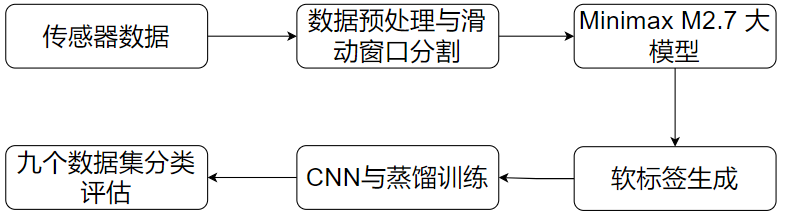 传感器数据
数据预处理与滑
动窗口分割
Minimax M2.7 大
模型
软标签生成
CNN与蒸馏训练
九个数据集分类
评估